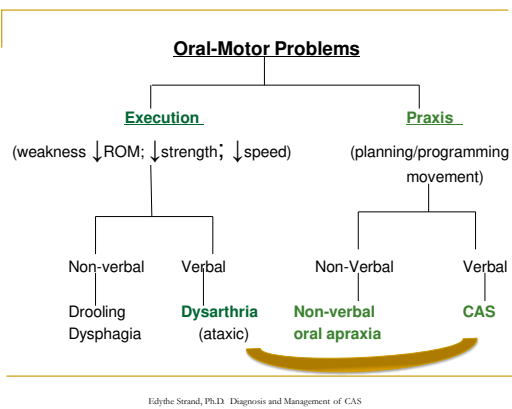 Oral-Motor Problems
Execution
Praxis
(weakness ↓ROM; ↓strength; ↓speed)
(planning/programming
movement)
Non-verbal
Verbal
Non-Verbal
Verbal
Drooling
Dysphagia
Dysarthria
(ataxic)
Non-verbal
oral apraxia
CAS
Edythe Strand, Ph.D. Diagnosis and Management of CAS